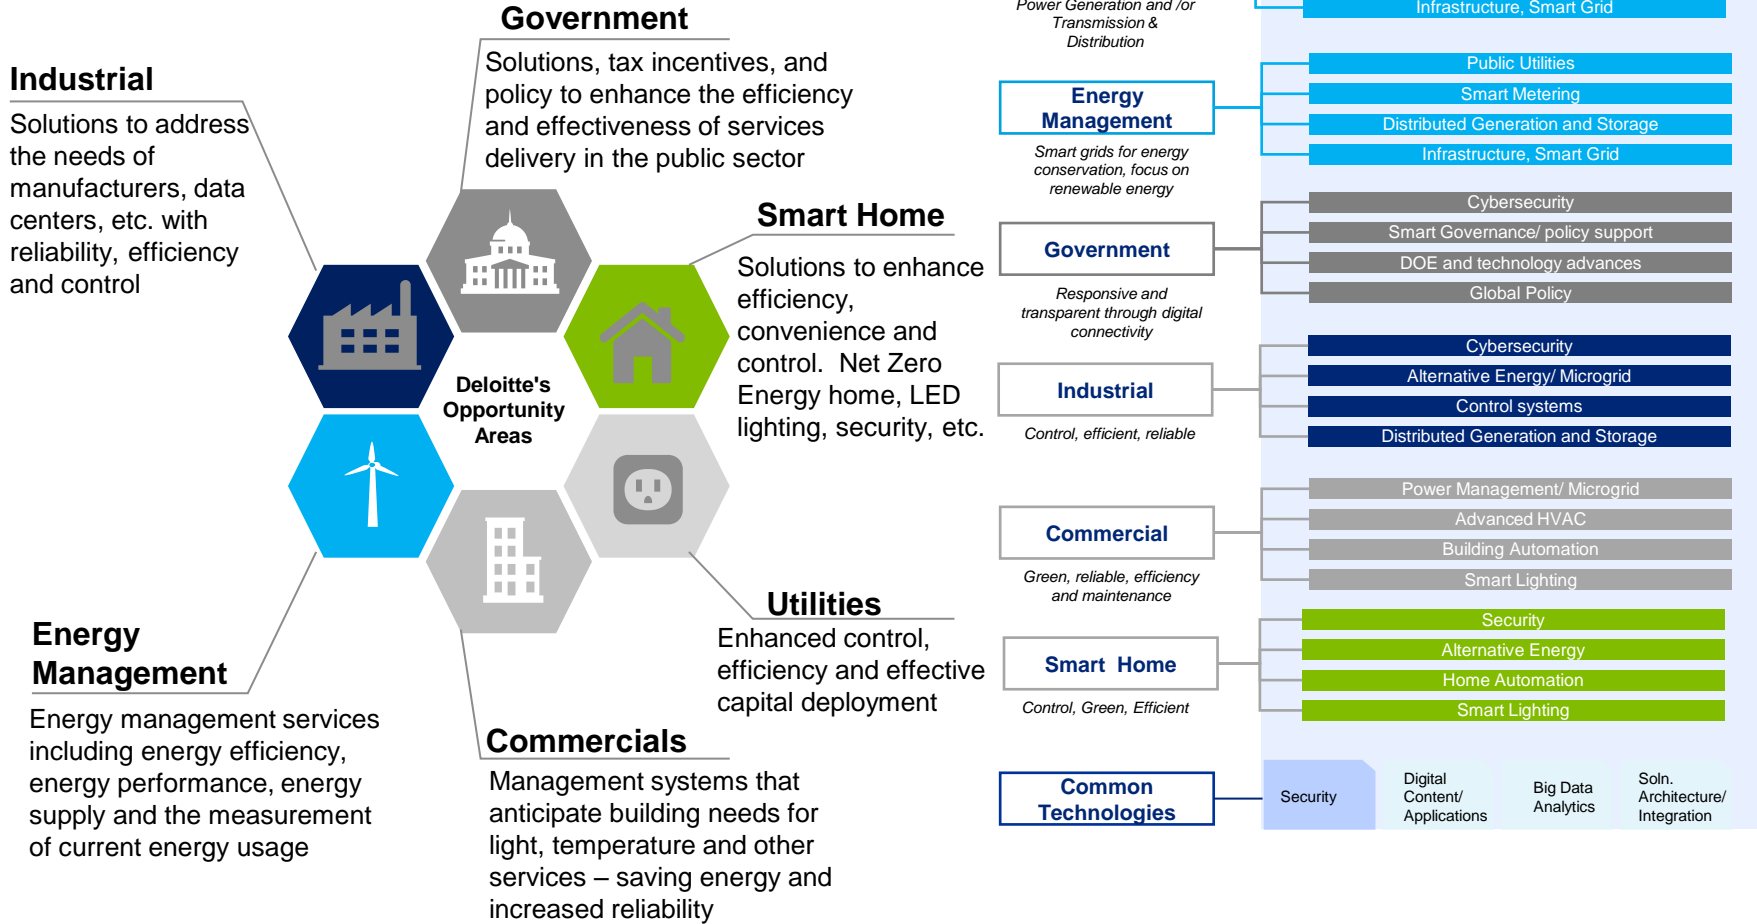 Government
Solutions, tax incentives, and
policy to enhance the efficiency
and effectiveness of services
delivery in the public sector
Industrial
Solutions to address
the needs of
manufacturers, data
centers, etc. with
reliability, efficiency
and control
Smart Home
Solutions to enhance
efficiency,
convenience and
control.  Net Zero
Energy home, LED
lighting, security, etc.
Deloitte's
Opportunity
Areas
Utilities
Enhanced control,
efficiency and effective
capital deployment
Energy
Management
Energy management services
including energy efficiency,
energy performance, energy
supply and the measurement
of current energy usage
Commercials
Management systems that
anticipate building needs for
light, temperature and other
services – saving energy and
increased reliability
Power Generation and /or
Transmission &
Distribution
Infrastructure, Smart Grid
Energy
Management
Smart grids for energy
conservation, focus on
renewable energy
Public Utilities
Smart Metering
Distributed Generation and Storage
Infrastructure, Smart Grid
Government
Responsive and
transparent through digital
connectivity
Cybersecurity
Smart Governance/ policy support
DOE and technology advances
Global Policy
Industrial
Control, efficient, reliable
Cybersecurity
Alternative Energy/ Microgrid
Control systems
Distributed Generation and Storage
Commercial
Green, reliable, efficiency
and maintenance
Power Management/ Microgrid
Advanced HVAC
Building Automation
Smart Lighting
Smart  Home
Control, Green, Efficient
Security
Alternative Energy
Home Automation
Smart Lighting
Common
Technologies
Security
Digital
Content/
Applications
Big Data
Analytics
Soln.
Architecture/
Integration